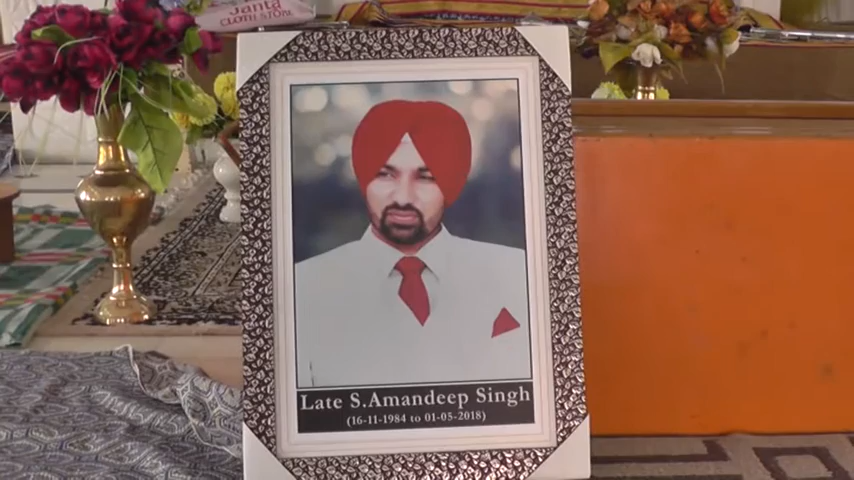 Janta
CLOTH STORE
Late S.Amandeep Singh
(16-11-1984 to 01-05-2018)